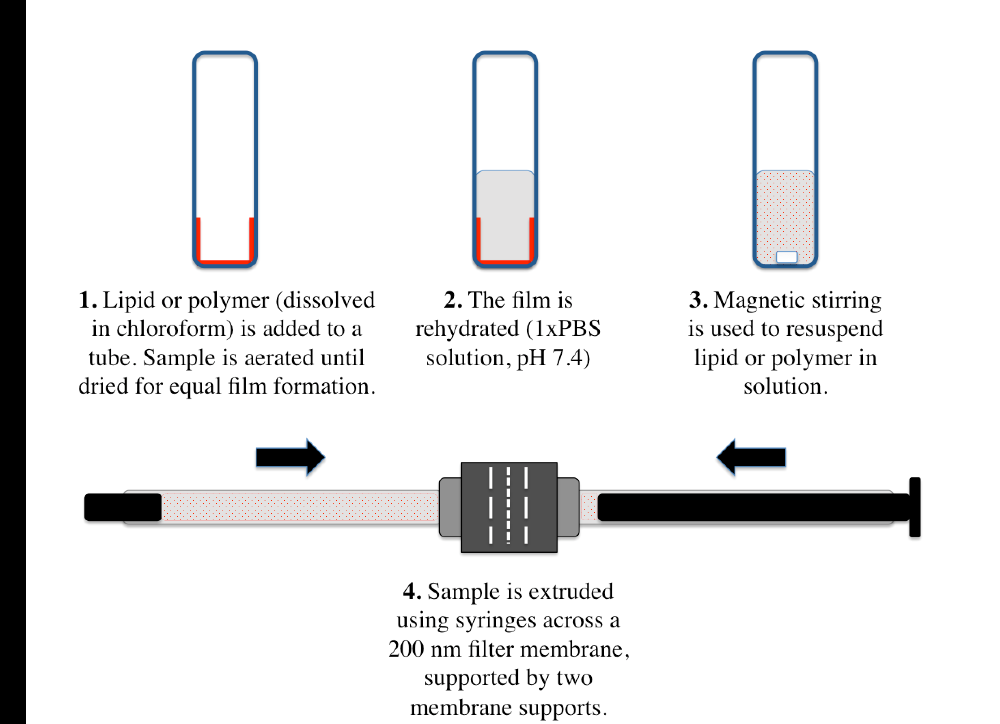 1. Lipid or polymer (dissolved
in chloroform) is added to a
tube. Sample is aerated until
dried for equal film formation.
2. The film is
rehydrated (1xPBS
solution, pH 7.4)
3. Magnetic stirring
is used to resuspend
lipid or polymer in
solution.
4. Sample is extruded
using syringes across a
200 nm filter membrane,
supported by two
membrane supports.